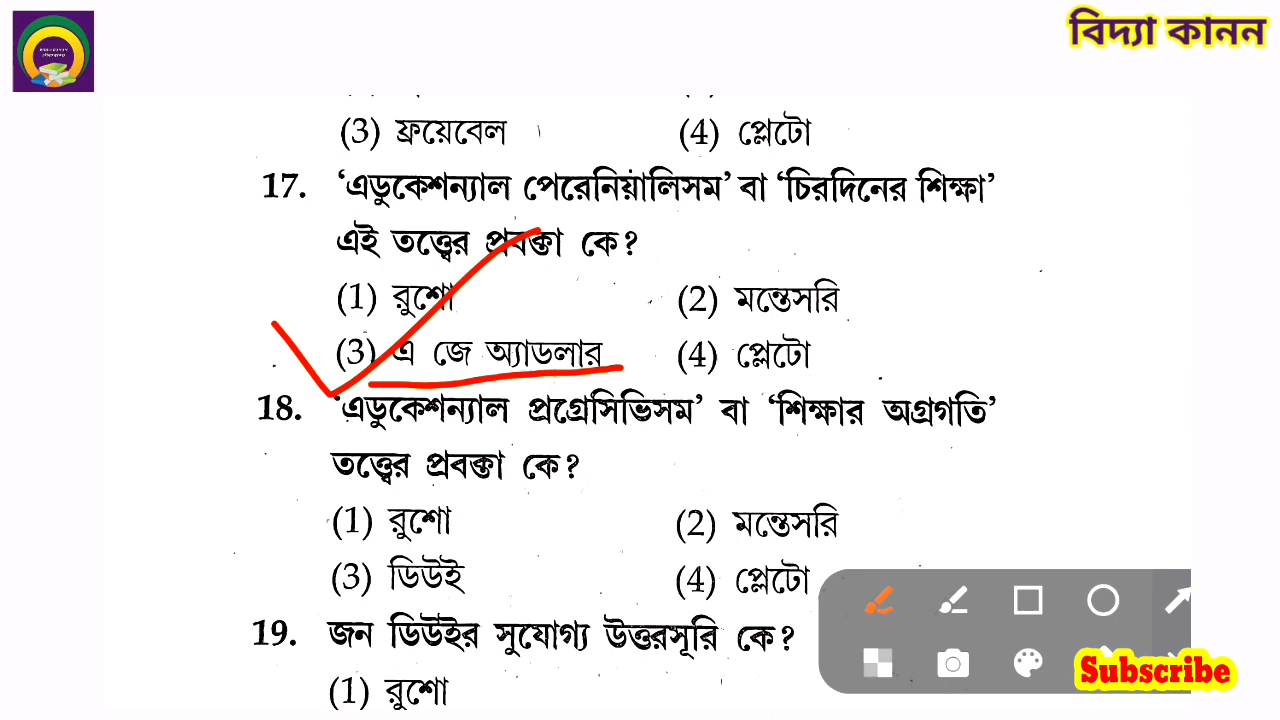 বিদ্যা কানন
(3) ফ্রয়েবেল (4) প্লেটো
17. ‘এডুকেশন্যাল পেরেনিয়ালিসম’ বা ‘চিরদিনের শিক্ষা’
এই তত্ত্বের প্রবক্তা কে?
(1) রুশো (2) মন্তেসরি
(3) এ জে অ্যাডলার (4) প্লেটো
18. ‘এডুকেশন্যাল প্রগ্রেসিভিসম’ বা ‘শিক্ষার অগ্রগতি’
তত্ত্বের প্রবক্তা কে?
(1) রুশো (2) মন্তেসরি
(3) ডিউই (4) প্লেটো
19. জন ডিউইর সুযোগ্য উত্তরসূরি কে?
(1) রুশো
Subscribe